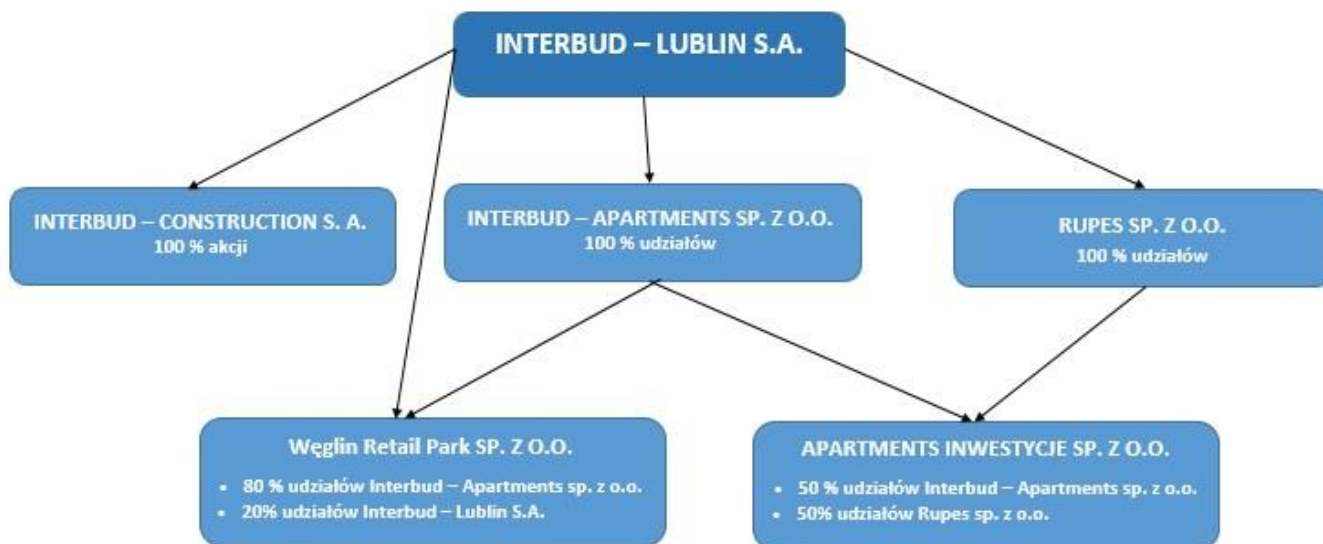 INTERBUD – LUBLIN S.A.
INTERBUD – CONSTRUCTION S. A.
100 % akcji
INTERBUD – APARTMENTS SP. Z O.O.
100 % udziałów
RUPES SP. Z O.O.
100 % udziałów
Węglin Retail Park SP. Z O.O.
• 80 % udziałów Interbud – Apartments sp. z o.o.
• 20% udziałów Interbud – Lublin S.A.
APARTMENTS INWESTYCJE SP. Z O.O.
• 50 % udziałów Interbud – Apartments sp. z o.o.
• 50% udziałów Rupes sp. z o.o.